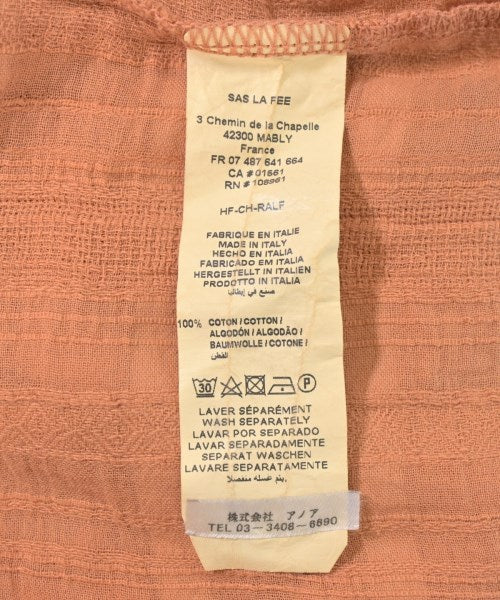 SAS LA FEE
3 Chemin de la Chapelle
42300 MABLY
France
FR 07 487 641 664
CA # 01661
RN # 108961
HF-CH-RALF
FABRIQUE EN ITALIE
MADE IN ITALY
HECHO EN ITALIA
FABRICADO EM ITALIA
HERGESTELLT IN ITALIEN
PRODOTTO IN ITALIA
صنع في إيطاليا
100% COTON / COTTON /
ALGODÓN / ALGODÃO /
BAUMWOLLE / COTONE /
القطن
30 P
LAVER SÉPARÉMENT
WASH SEPARATELY
LAVAR POR SEPARADO
LAVAR SEPARADAMENTE
SEPARAT WASCHEN
LAVARE SEPARATAMENTE
يتم غسله منفصلا.
株式会社 アノア
TEL 03-3408-6690